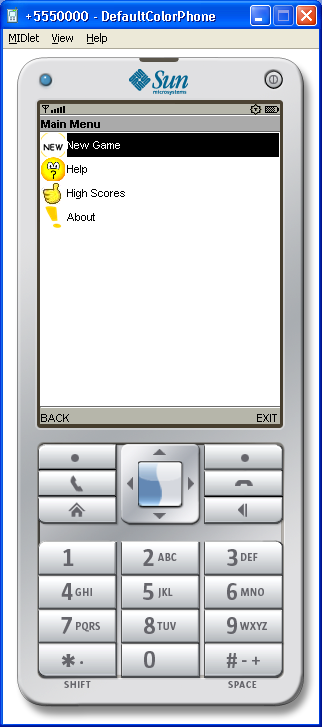 +5550000 - DefaultColorPhone
MIDlet View Help
Sun
microsystems
Main Menu
NEW New Game
Help
High Scores
About
BACK EXIT
1 2 ABC 3 DEF
4 GHI 5 JKL 6 MNO
7 PQRS 8 TUV 9 WXYZ
* . 0 # - +
SHIFT SPACE